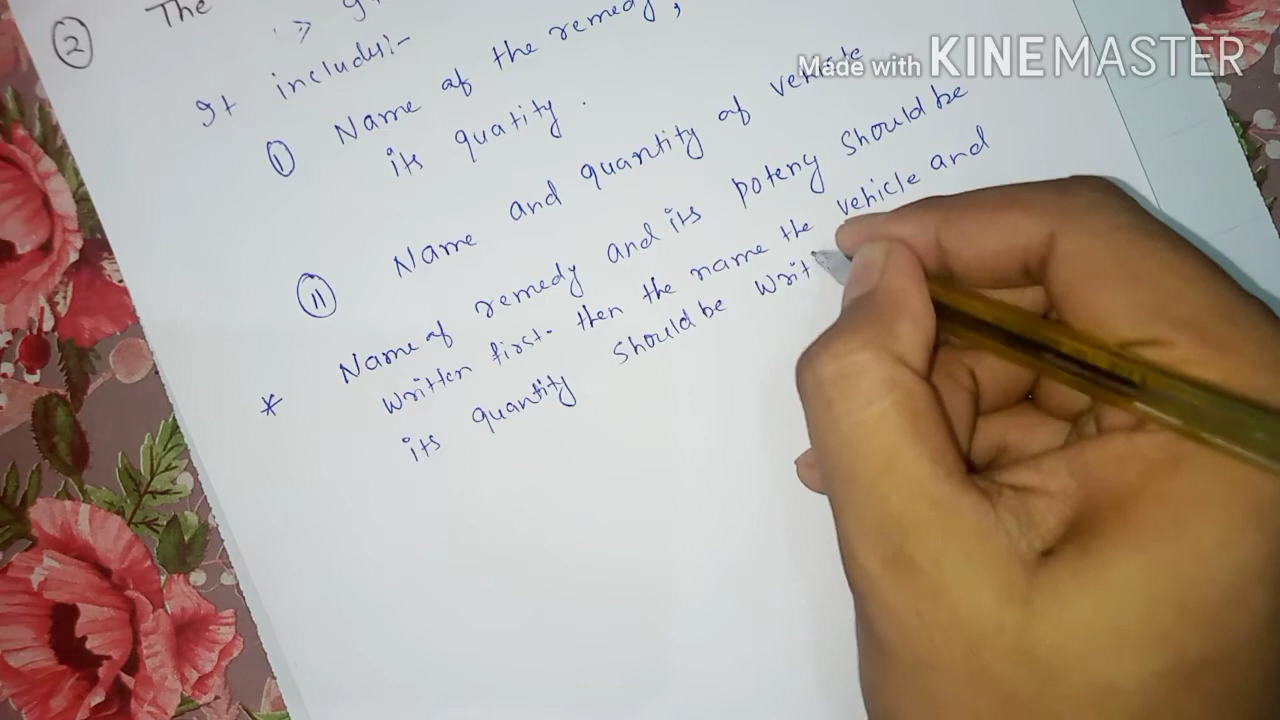 ② The
It includy:-
① Name of the remedy,
its quatity.
② Name and quantity of vehicle
* Name of remedy and its poteny should be
written first. then the name the vehicle and
its quantity should be writ
Made with KINEMASTER